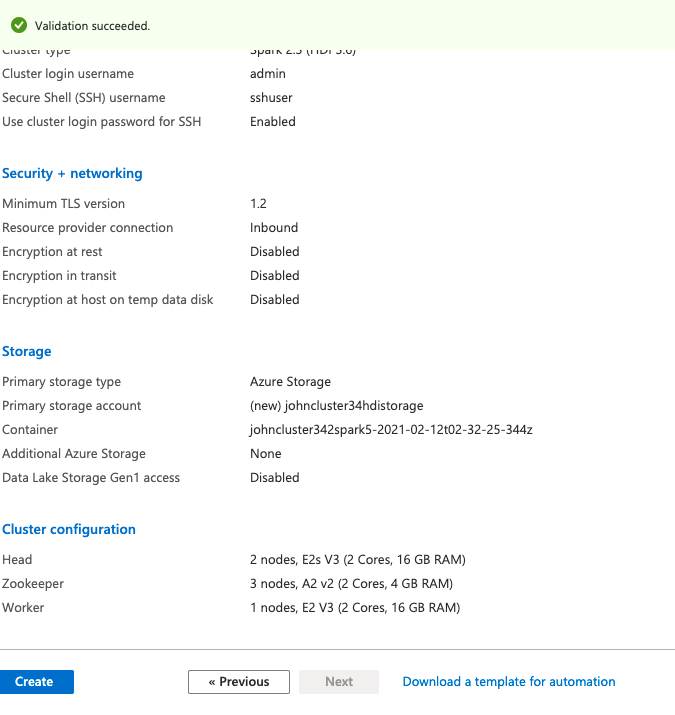 Validation succeeded.
Cluster type Spark 2.3 (HDI 3.6)
Cluster login username admin
Secure Shell (SSH) username sshuser
Use cluster login password for SSH Enabled
Security + networking
Minimum TLS version 1.2
Resource provider connection Inbound
Encryption at rest Disabled
Encryption in transit Disabled
Encryption at host on temp data disk Disabled
Storage
Primary storage type Azure Storage
Primary storage account (new) johncluster34hdistorage
Container johncluster342spark5-2021-02-12t02-32-25-344z
Additional Azure Storage None
Data Lake Storage Gen1 access Disabled
Cluster configuration
Head 2 nodes, E2s V3 (2 Cores, 16 GB RAM)
Zookeeper 3 nodes, A2 v2 (2 Cores, 4 GB RAM)
Worker 1 nodes, E2 V3 (2 Cores, 16 GB RAM)
Create « Previous Next Download a template for automation